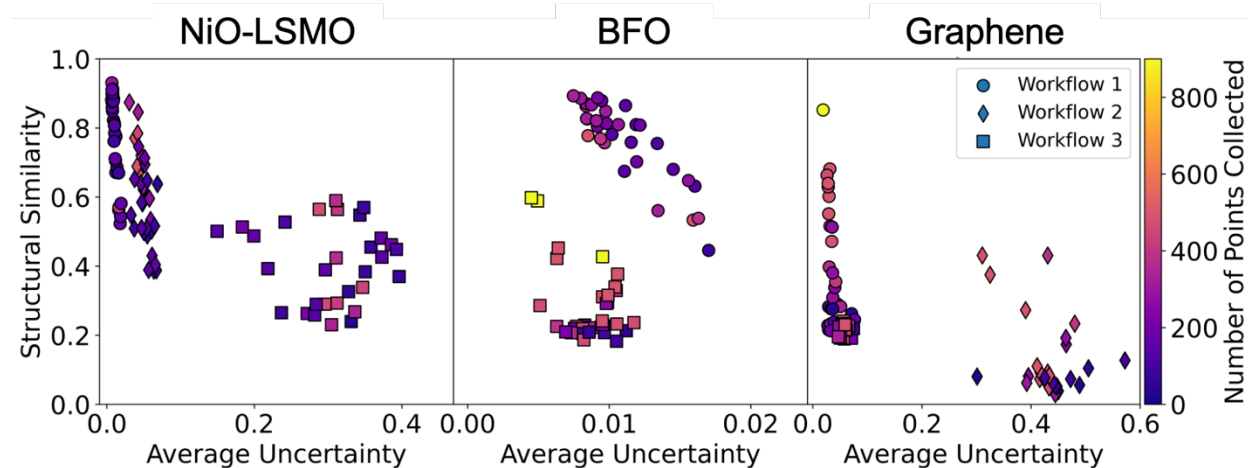 NiO-LSMO
BFO
Graphene
Structural Similarity
1.0
0.8
0.6
0.4
0.2
0.0
0.0
0.2
0.4
Average Uncertainty
0.00
0.01
0.02
Average Uncertainty
0.0
0.2
0.4
0.6
Average Uncertainty
Workflow 1
Workflow 2
Workflow 3
800
600
400
200
0
Number of Points Collected